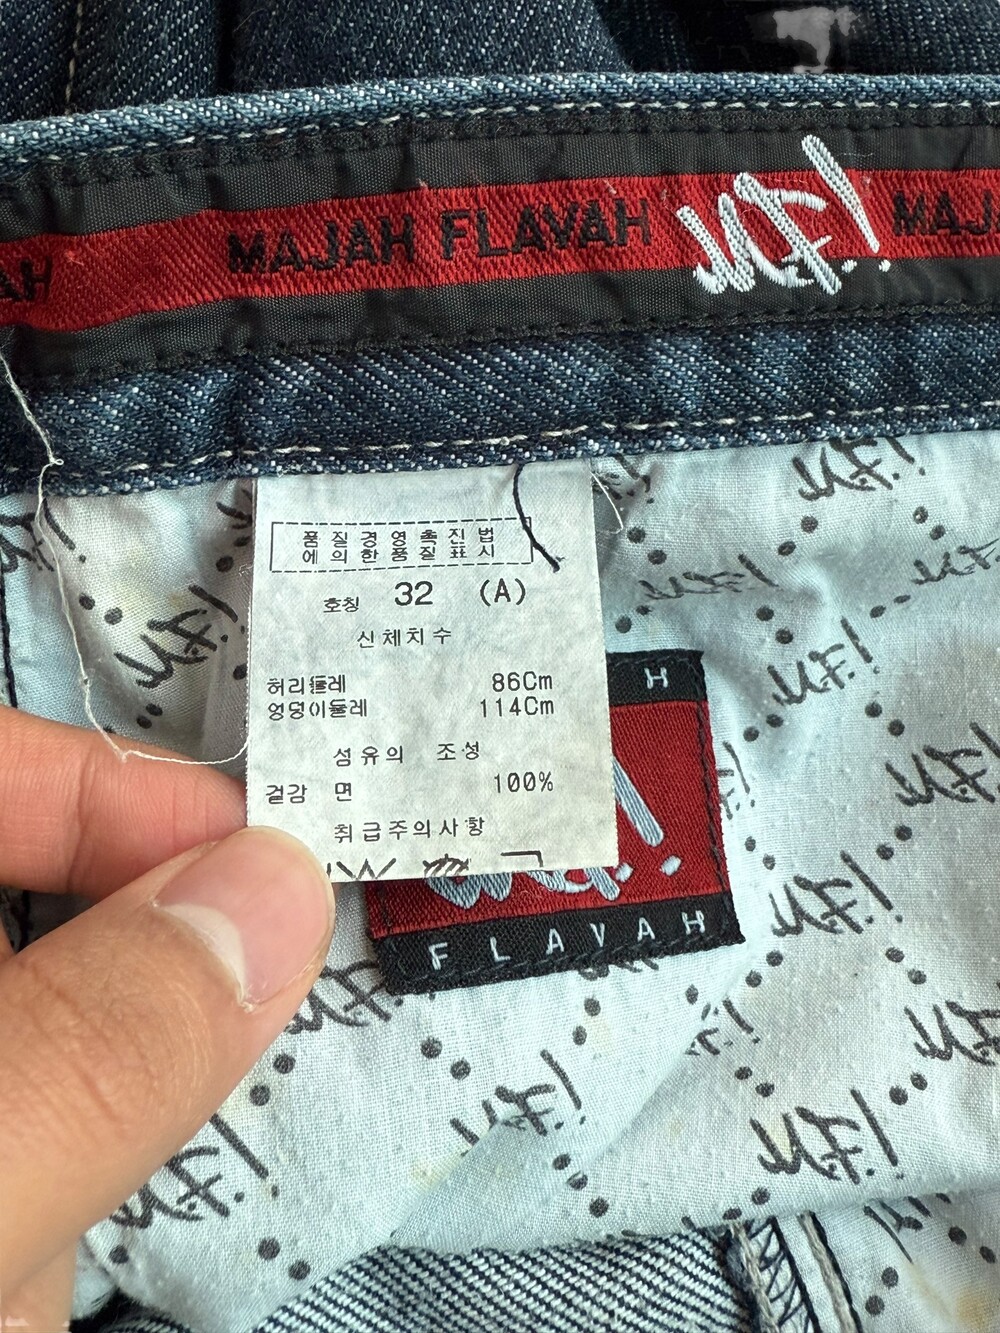 AH MAJAH FLAVAH MF! MAJ
품질경영촉진법
에의한품질표시
호칭 32 (A)
신체치수
허리둘레 86Cm
엉덩이둘레 114Cm
섬유의 조성
겉감 면 100%
취급주의사항
H
FLAVAH